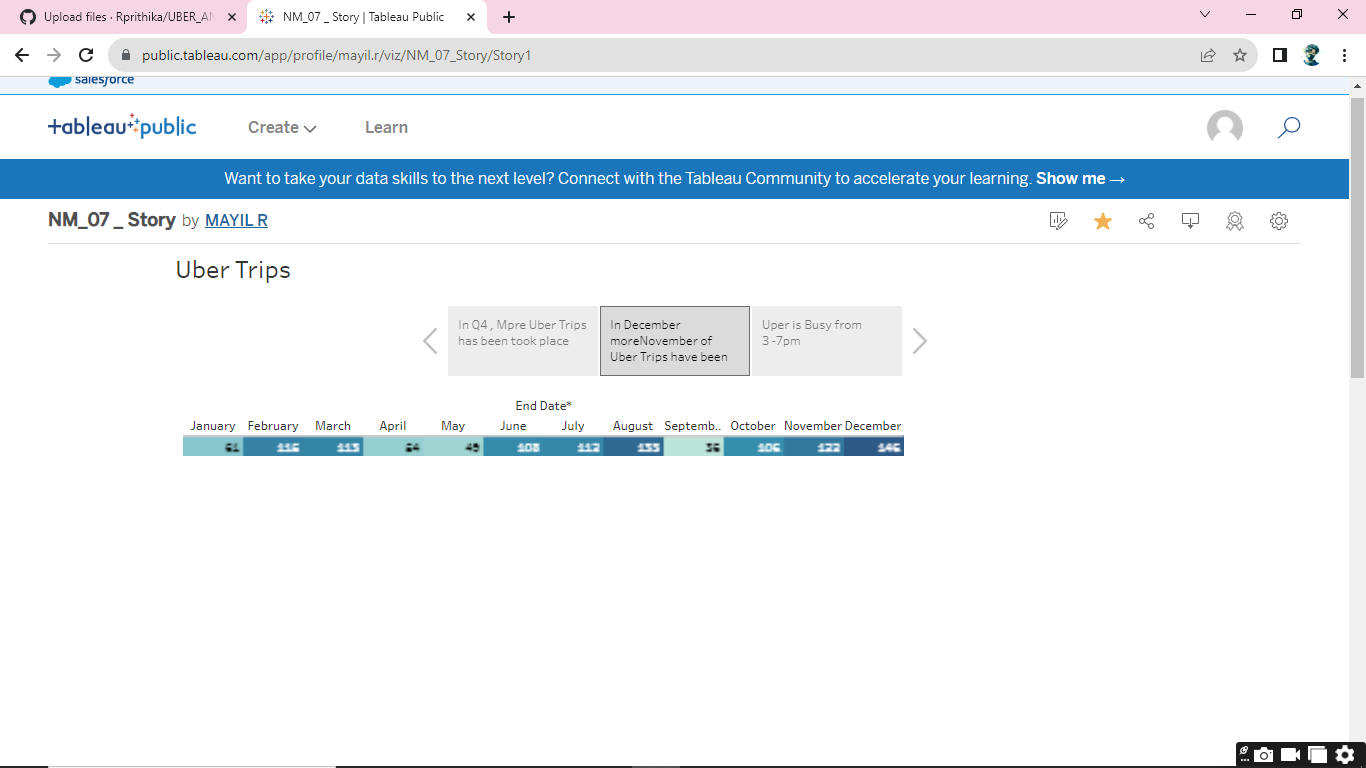 Upload files · Rprithika/UBER_AN
NM_07 _ Story | Tableau Public
public.tableau.com/app/profile/mayil.r/viz/NM_07_Story/Story1
salesforce
+ableau public
Create
Learn
Want to take your data skills to the next level? Connect with the Tableau Community to accelerate your learning. Show me →
NM_07 _ Story by MAYIL R
Uber Trips
In Q4 , Mpre Uber Trips
has been took place
In December
moreNovember of
Uber Trips have been
Uper is Busy from
3 -7pm
End Date*
January February March April May June July August Septemb.. October November December
61 116 113 54 49 108 112 133 36 106 122 146